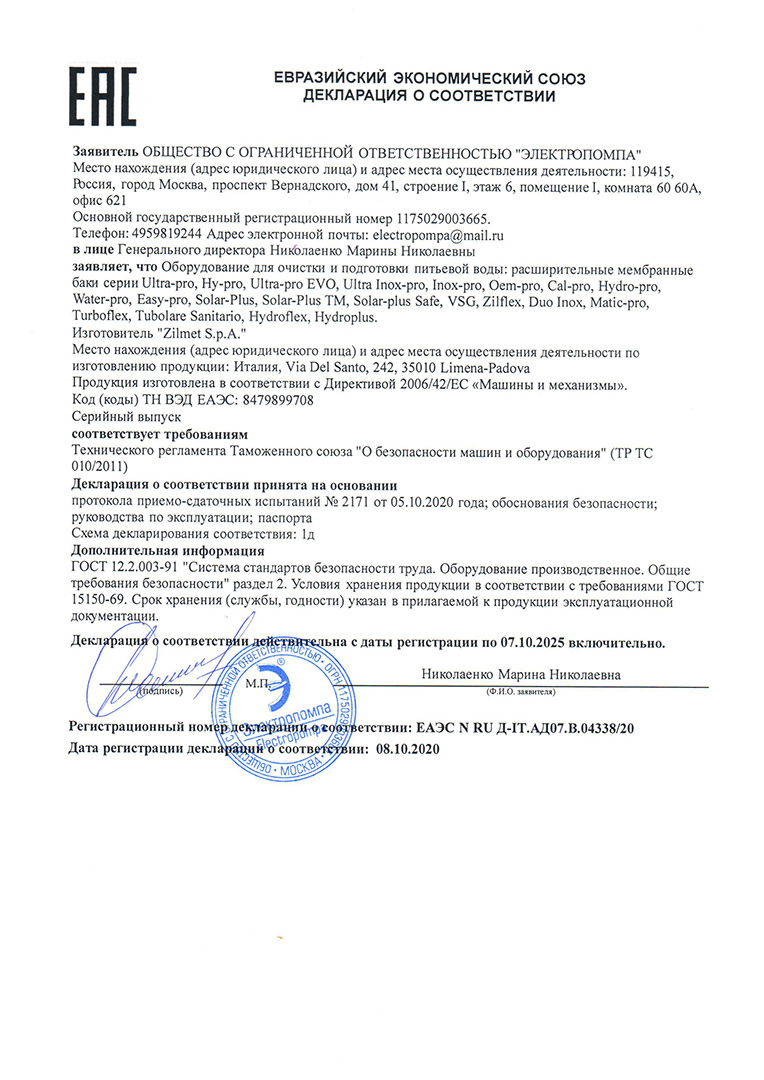 EAC
ЕВРАЗИЙСКИЙ ЭКОНОМИЧЕСКИЙ СОЮЗ
ДЕКЛАРАЦИЯ О СООТВЕТСТВИИ
Заявитель ОБЩЕСТВО С ОГРАНИЧЕННОЙ ОТВЕТСТВЕННОСТЬЮ "ЭЛЕКТРОПОМПА"
Место нахождения (адрес юридического лица) и адрес места осуществления деятельности: 119415,
Россия, город Москва, проспект Вернадского, дом 41, строение I, этаж 6, помещение I, комната 60 60А,
офис 621
Основной государственный регистрационный номер 1175029003665.
Телефон: 4959819244 Адрес электронной почты: electropompa@mail.ru
в лице Генерального директора Николаенко Марины Николаевны
заявляет, что Оборудование для очистки и подготовки питьевой воды: расширительные мембранные
баки серии Ultra-pro, Hy-pro, Ultra-pro EVO, Ultra Inox-pro, Inox-pro, Oem-pro, Cal-pro, Hydro-pro,
Water-pro, Easy-pro, Solar-Plus, Solar-Plus TM, Solar-plus Safe, VSG, Zilflex, Duo Inox, Matic-pro,
Turboflex, Tubolare Sanitario, Hydroflex, Hydroplus.
Изготовитель "Zilmet S.p.A."
Место нахождения (адрес юридического лица) и адрес места осуществления деятельности по
изготовлению продукции: Италия, Via Del Santo, 242, 35010 Limena-Padova
Продукция изготовлена в соответствии с Директивой 2006/42/ЕС «Машины и механизмы».
Код (коды) ТН ВЭД ЕАЭС: 8479899708
Серийный выпуск
соответствует требованиям
Технического регламента Таможенного союза "О безопасности машин и оборудования" (ТР ТС
010/2011)
Декларация о соответствии принята на основании
протокола приемо-сдаточных испытаний № 2171 от 05.10.2020 года; обоснования безопасности;
руководства по эксплуатации; паспорта
Схема декларирования соответствия: 1д
Дополнительная информация
ГОСТ 12.2.003-91 "Система стандартов безопасности труда. Оборудование производственное. Общие
требования безопасности" раздел 2. Условия хранения продукции в соответствии с требованиями ГОСТ
15150-69. Срок хранения (службы, годности) указан в прилагаемой к продукции эксплуатационной
документации.
Декларация о соответствии действительна с даты регистрации по 07.10.2025 включительно.
Николаенко Марина Николаевна
(подпись) М.П. (Ф.И.О. заявителя)
Э ®
Электропомпа
Electropompa
МОСКВА
Регистрационный номер декларации о соответствии: ЕАЭС N RU Д-IT.АД07.В.04338/20
Дата регистрации декларации о соответствии: 08.10.2020